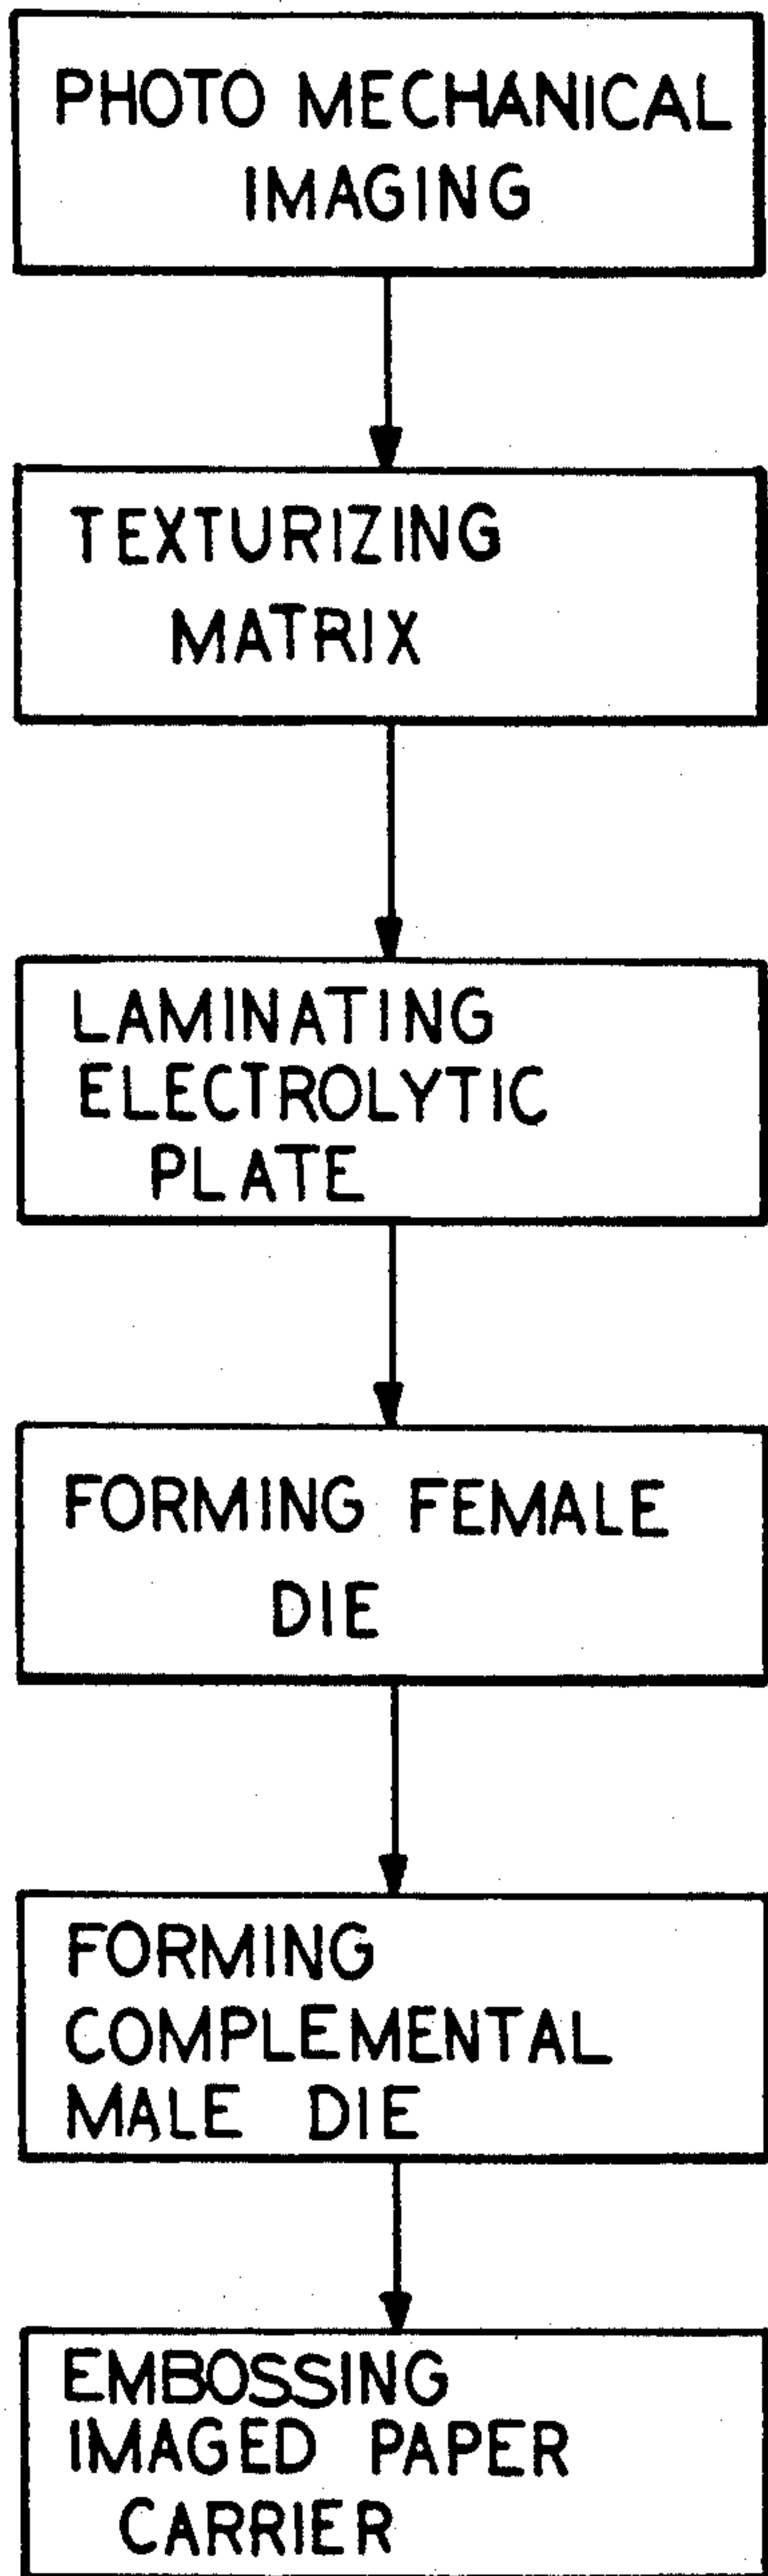 PHOTO MECHANICAL
IMAGING
TEXTURIZING
MATRIX
LAMINATING
ELECTROLYTIC
PLATE
FORMING FEMALE
DIE
FORMING
COMPLEMENTAL
MALE DIE
EMBOSSING
IMAGED PAPER
CARRIER